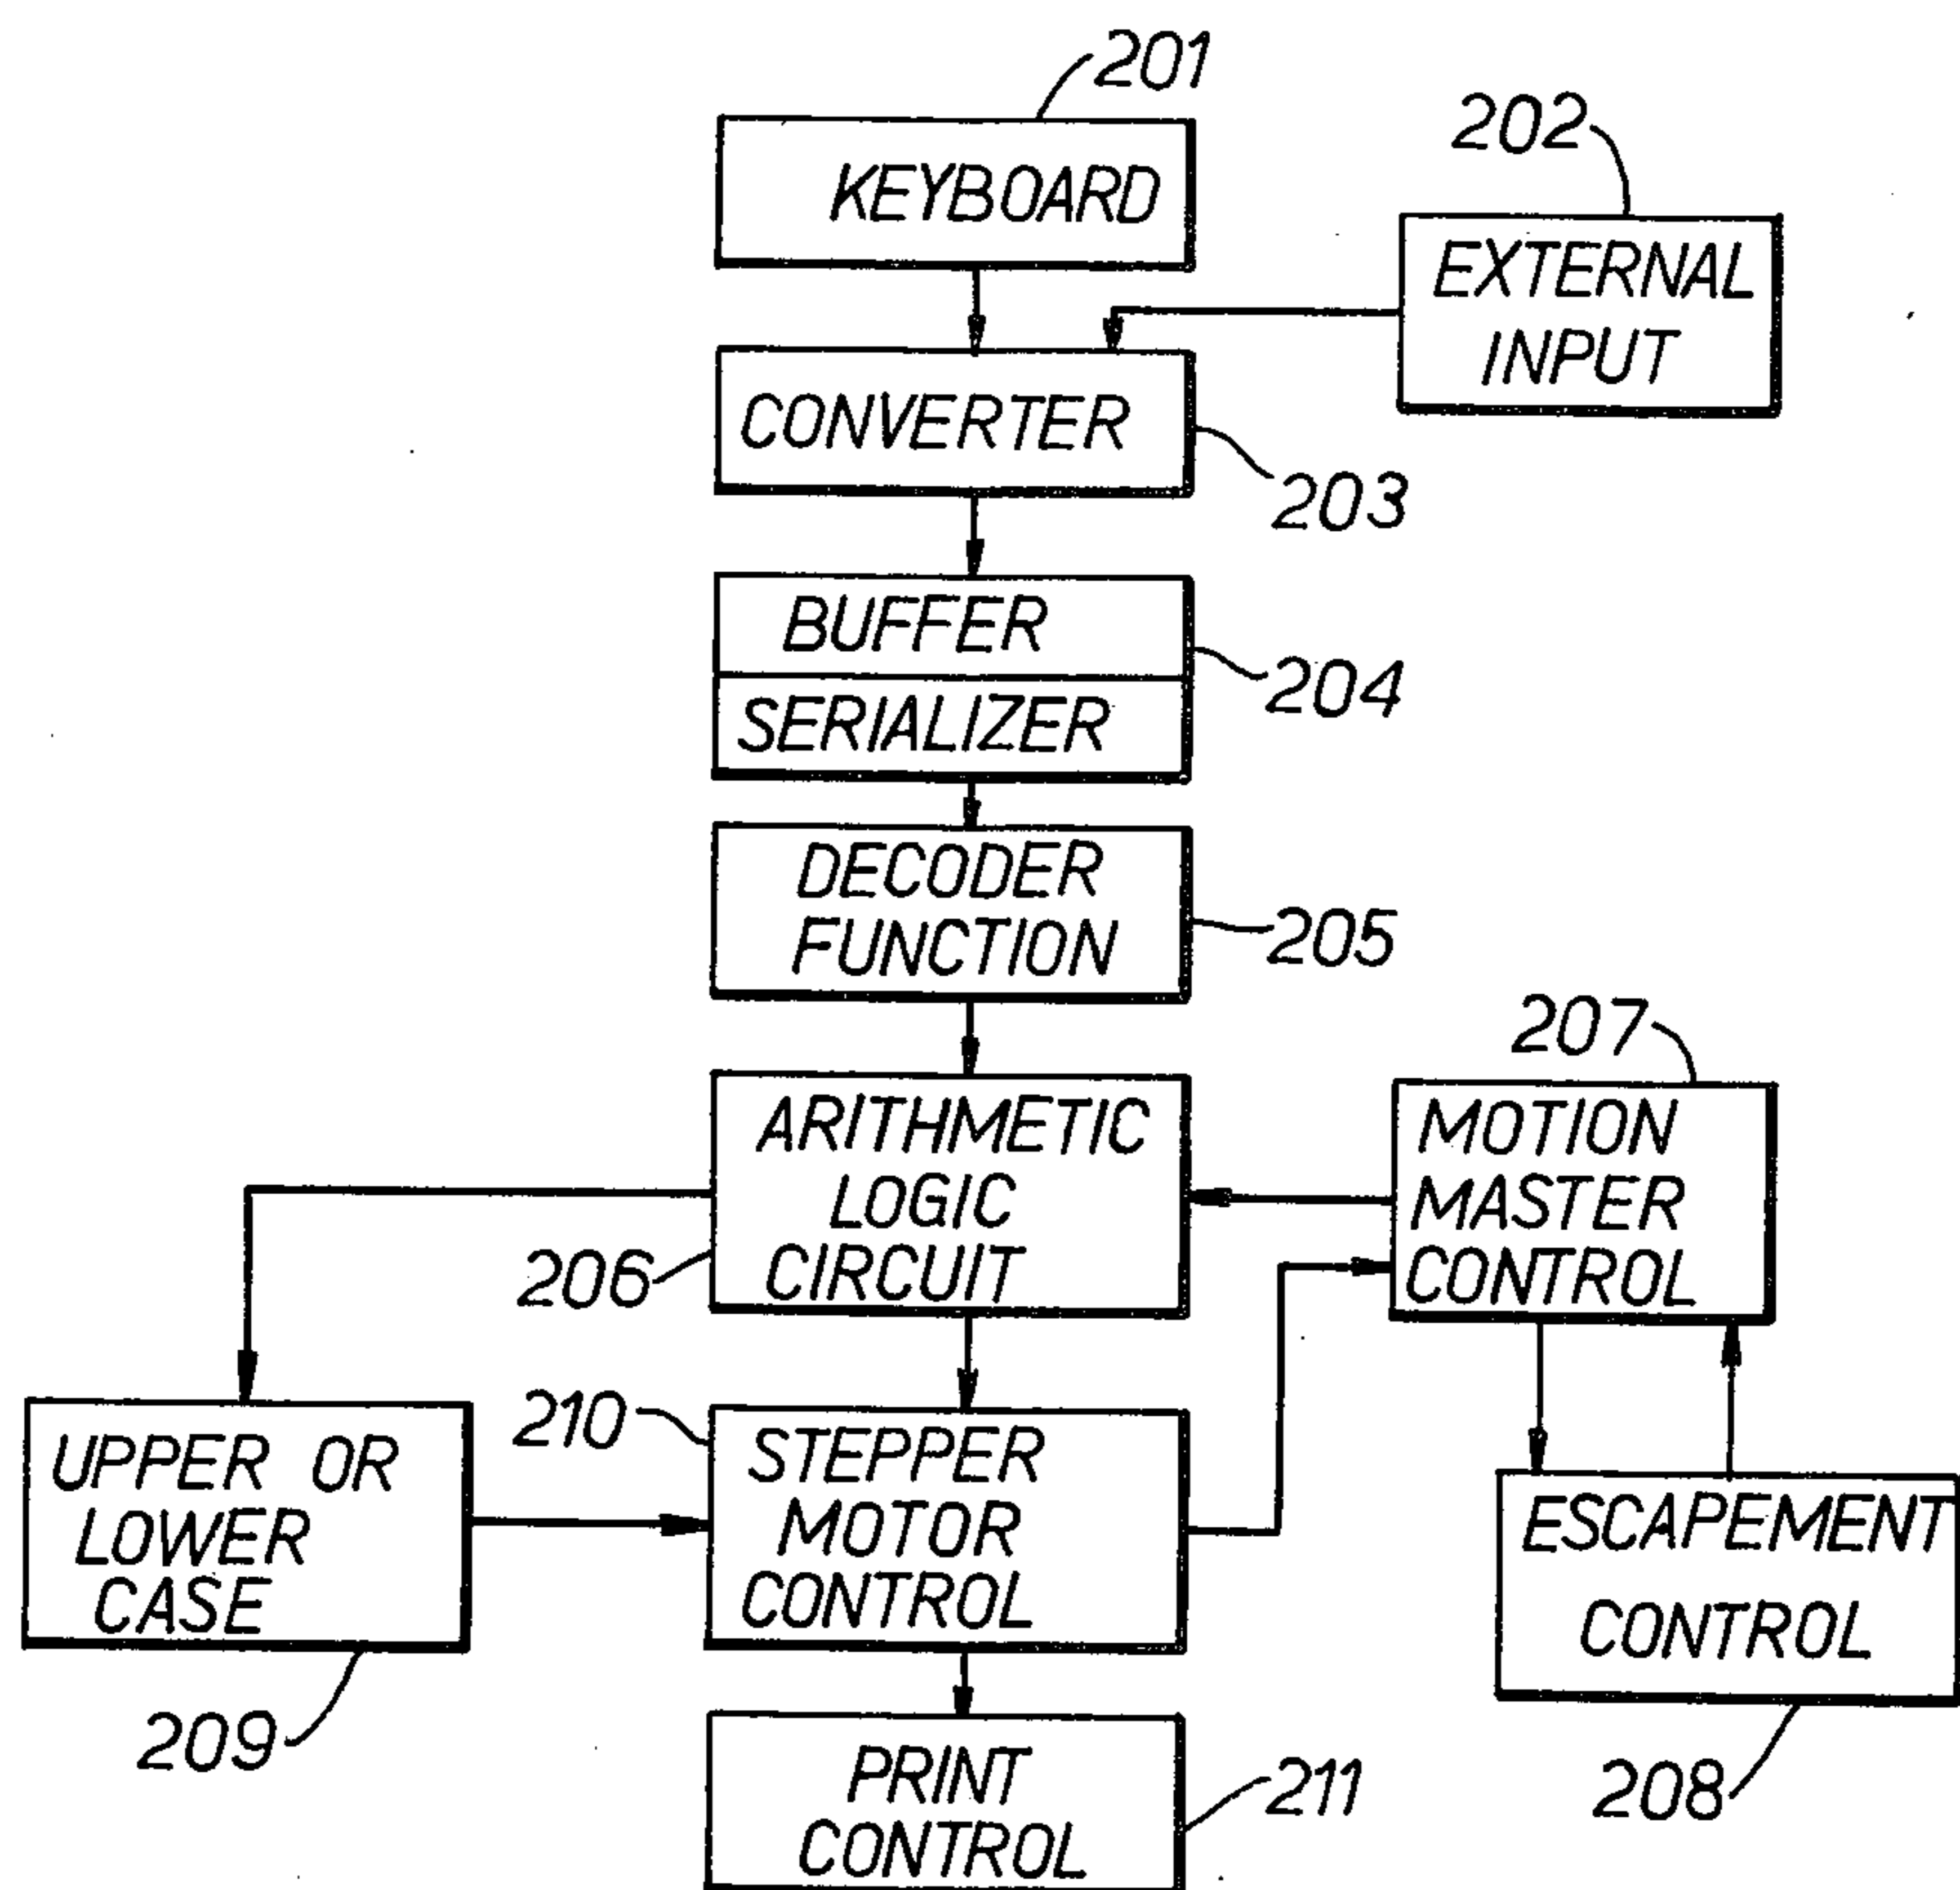 201
KEYBOARD
202
EXTERNAL
INPUT
CONVERTER
203
BUFFER
204
SERIALIZER
DECODER
FUNCTION
205
207
ARITHMETIC
LOGIC
CIRCUIT
206
MOTION
MASTER
CONTROL
210
UPPER OR
LOWER
CASE
STEPPER
MOTOR
CONTROL
ESCAPEMENT
CONTROL
209
208
PRINT
CONTROL
211